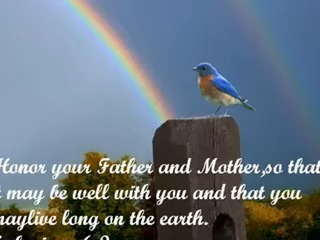 Honor your Father and Mother,so that
t may be well with you and that you
maylive long on the earth.